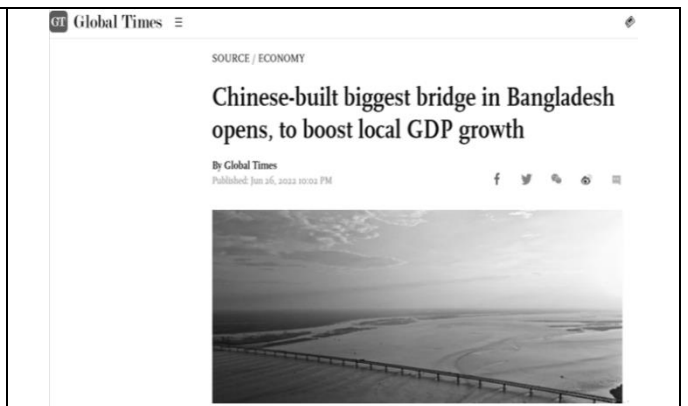 GT Global Times
SOURCE / ECONOMY
Chinese-built biggest bridge in Bangladesh
opens, to boost local GDP growth
By Global Times
Published: Jun 26, 2022 10:02 PM